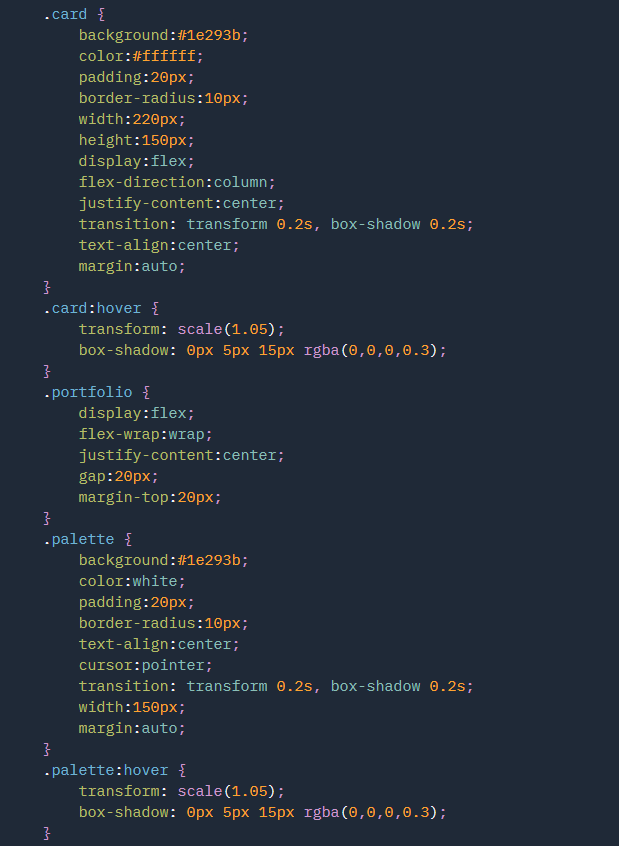 .card {
    background:#1e293b;
    color:#ffffff;
    padding:20px;
    border-radius:10px;
    width:220px;
    height:150px;
    display:flex;
    flex-direction:column;
    justify-content:center;
    transition: transform 0.2s, box-shadow 0.2s;
    text-align:center;
    margin:auto;
}
.card:hover {
    transform: scale(1.05);
    box-shadow: 0px 5px 15px rgba(0,0,0,0.3);
}
.portfolio {
    display:flex;
    flex-wrap:wrap;
    justify-content:center;
    gap:20px;
    margin-top:20px;
}
.palette {
    background:#1e293b;
    color:white;
    padding:20px;
    border-radius:10px;
    text-align:center;
    cursor:pointer;
    transition: transform 0.2s, box-shadow 0.2s;
    width:150px;
    margin:auto;
}
.palette:hover {
    transform: scale(1.05);
    box-shadow: 0px 5px 15px rgba(0,0,0,0.3);
}